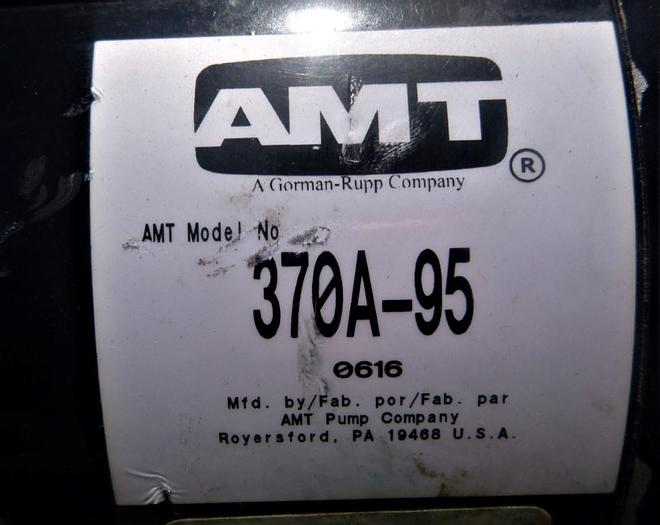 AMT
®
A Gorman-Rupp Company
AMT Model No
370A-95
0616
Mfd. by/Fab. por/Fab. par
AMT Pump Company
Royersford, PA 19468 U.S.A.